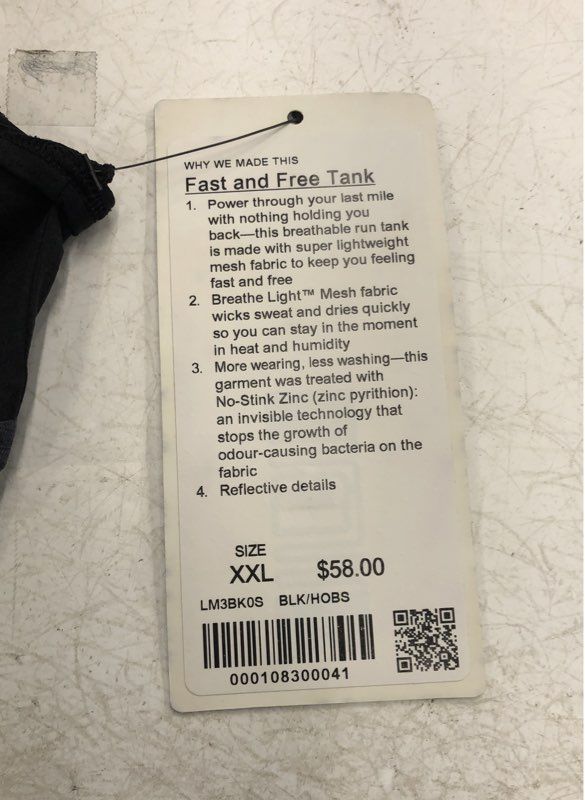 WHY WE MADE THIS
Fast and Free Tank
1. Power through your last mile
with nothing holding you
back—this breathable run tank
is made with super lightweight
mesh fabric to keep you feeling
fast and free
2. Breathe Light™ Mesh fabric
wicks sweat and dries quickly
so you can stay in the moment
in heat and humidity
3. More wearing, less washing—this
garment was treated with
No-Stink Zinc (zinc pyrithion):
an invisible technology that
stops the growth of
odour-causing bacteria on the
fabric
4. Reflective details
SIZE
XXL $58.00
LM3BK0S BLK/HOBS
000108300041